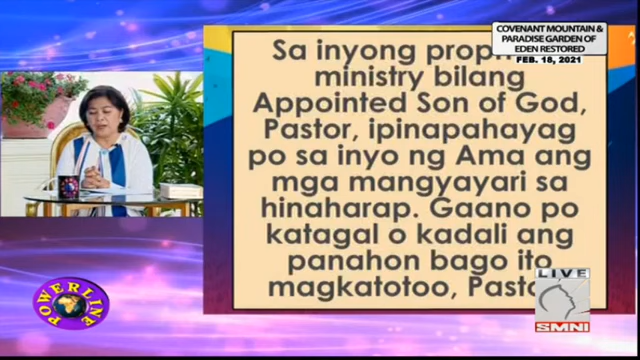 COVENANT MOUNTAIN &
PARADISE GARDEN OF
EDEN RESTORED
FEB. 18, 2021
Sa inyong
ministry bilang
Appointed Son of God,
Pastor, ipinapahayag
po sa inyo ng Ama ang
mga mangyayari sa
hinaharap. Gaano po
katagal o kadali ang
panahon bago ito
magkatotoo,
LIVE
SMNI
POWERLINE